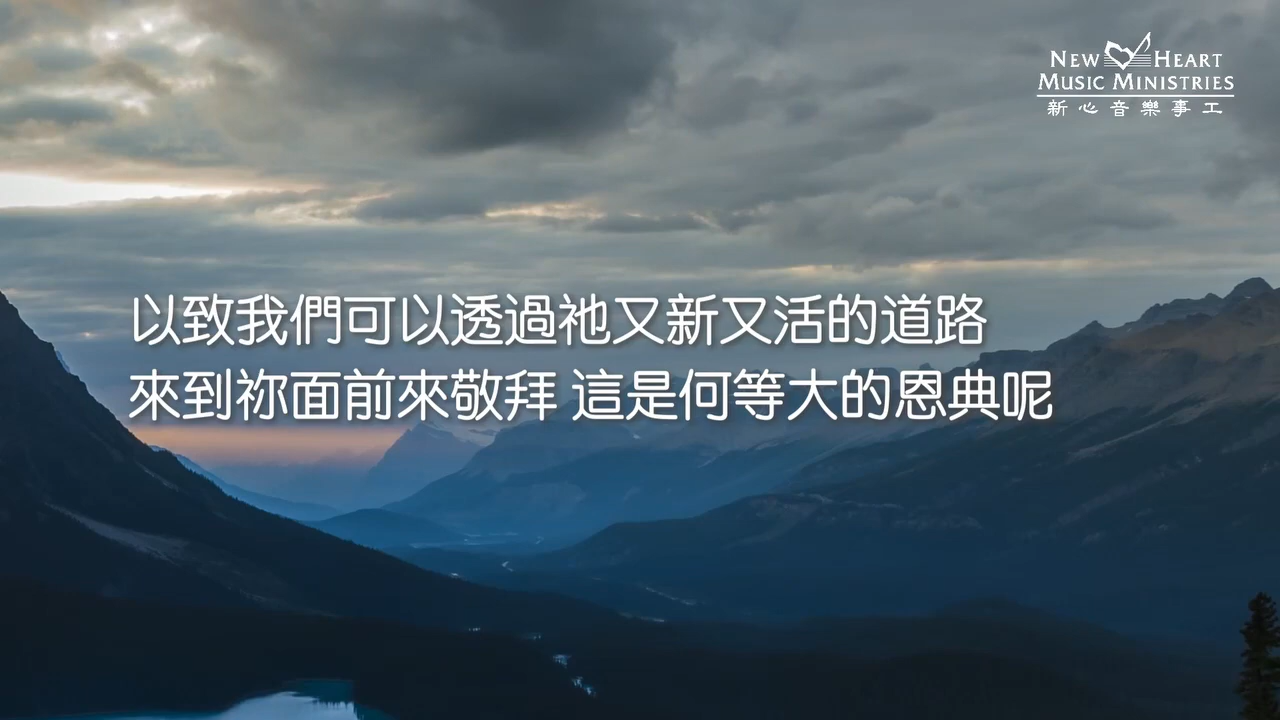 NEW HEART
MUSIC MINISTRIES
新心音樂事工
以致我們可以透過祂又新又活的道路
來到祢面前來敬拜 這是何等大的恩典呢